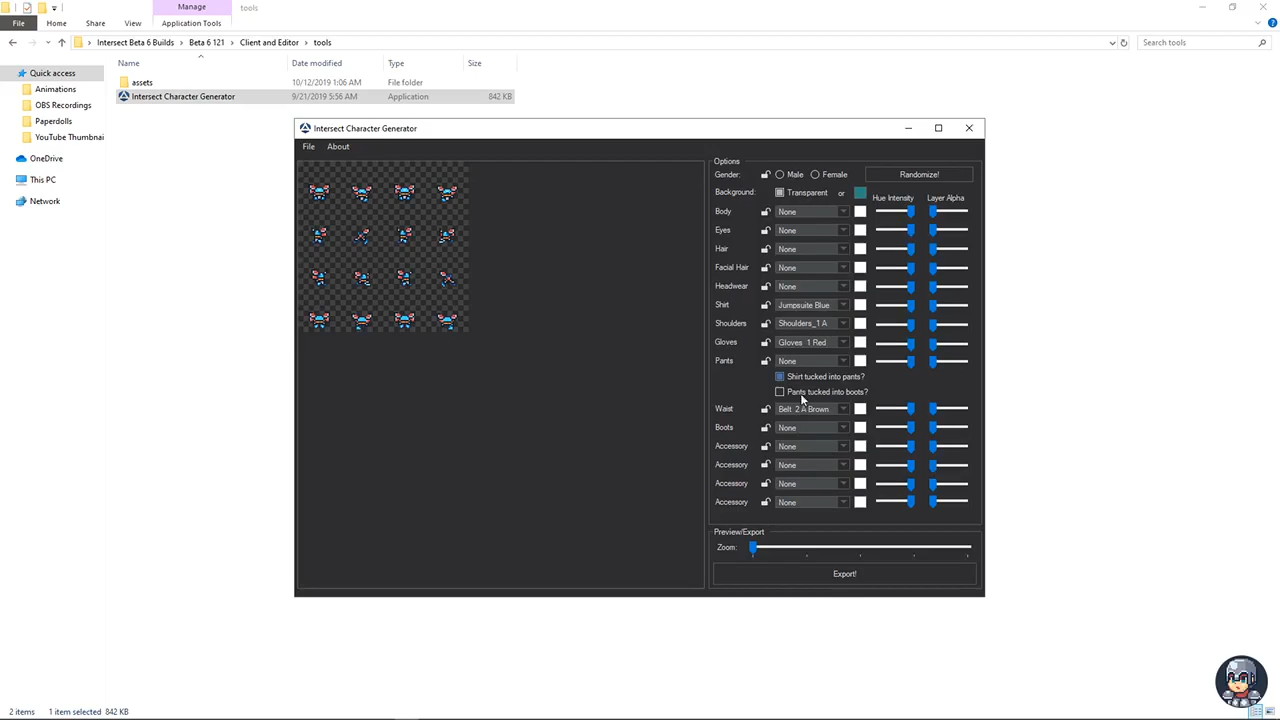 Manage
tools
File
Home
Share
View
Application Tools
Intersect Beta 6 Builds
Beta 6 121
Client and Editor
tools
Search tools
Name
Date modified
Type
Size
Quick access
Animations
OBS Recordings
Paperdolls
YouTube Thumbnai
OneDrive
This PC
Network
assets
10/12/2019 1:06 AM
File folder
Intersect Character Generator
9/21/2019 5:56 AM
Application
842 KB
Intersect Character Generator
File
About
Options
Gender:
Male
Female
Randomize!
Background:
Transparent
or
Hue Intensity
Layer Alpha
Body
None
Eyes
None
Hair
None
Facial Hair
None
Headwear
None
Shirt
Jumpsuite Blue
Shoulders
Shoulders_1 A
Gloves
Gloves 1 Red
Pants
None
Shirt tucked into pants?
Pants tucked into boots?
Waist
Belt 2 A Brown
Boots
None
Accessory
None
Accessory
None
Accessory
None
Accessory
None
Preview/Export
Zoom:
Export!
2 items
1 item selected 842 KB